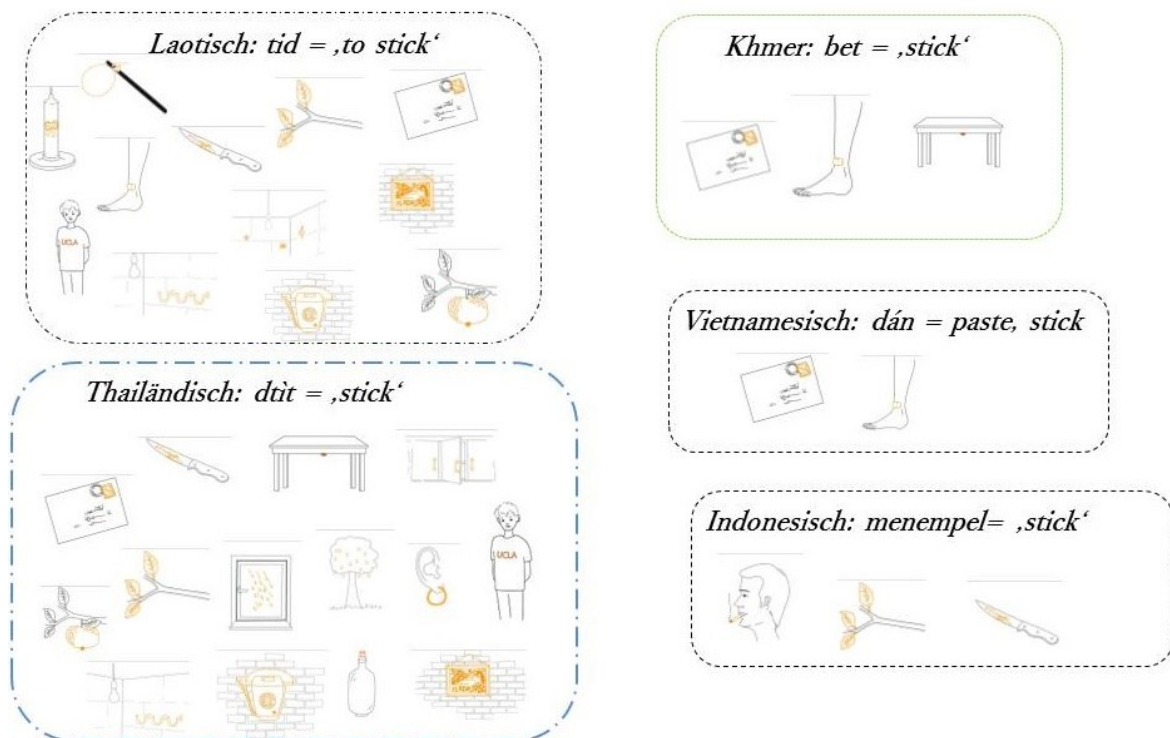 Laotisch: tid = ‚to stick‘
UCLA
Thailändisch: dtìt = ‚stick‘
UCLA
Khmer: bet = ‚stick‘
Vietnamesisch: dán = paste, stick
Indonesisch: menempel= ‚stick‘